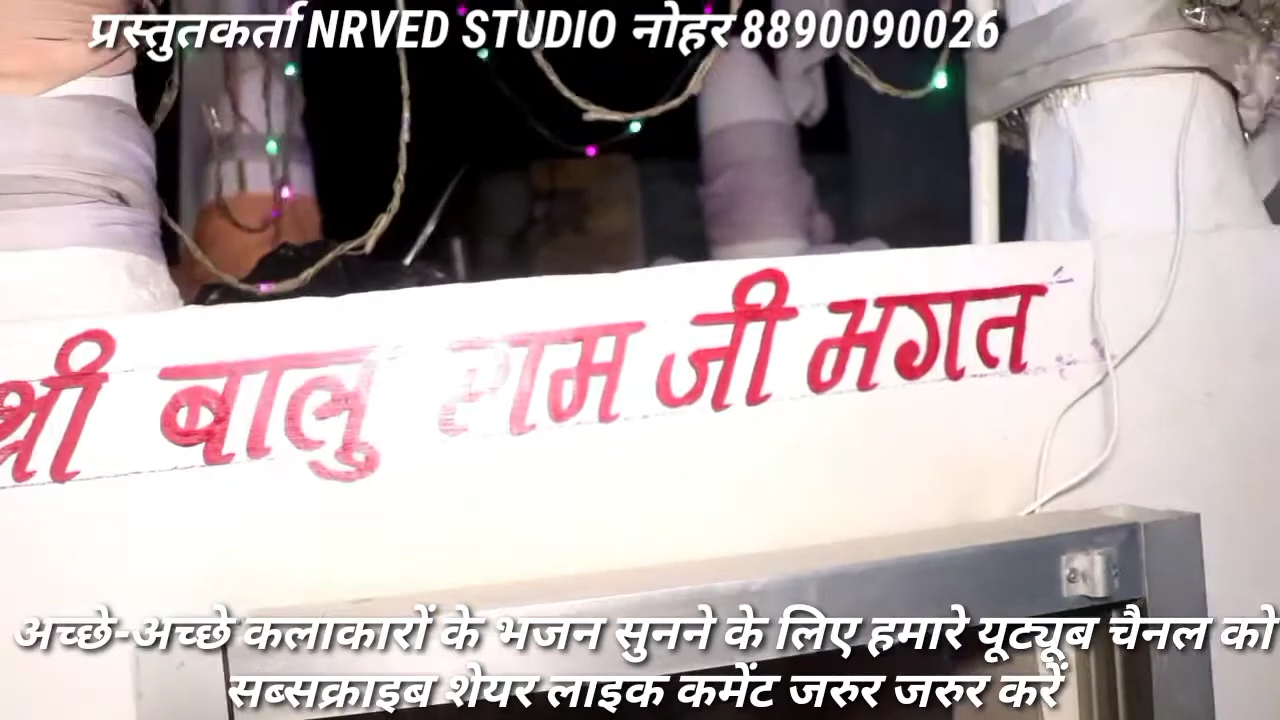 प्रस्तुतकर्ता NRVED STUDIO नोहर 8890090026
श्री बालु राम जी भगत
अच्छे-अच्छे कलाकारों के भजन सुनने के लिए हमारे यूट्यूब चैनल को
सब्सक्राइब शेयर लाइक कमेंट जरुर जरुर करें